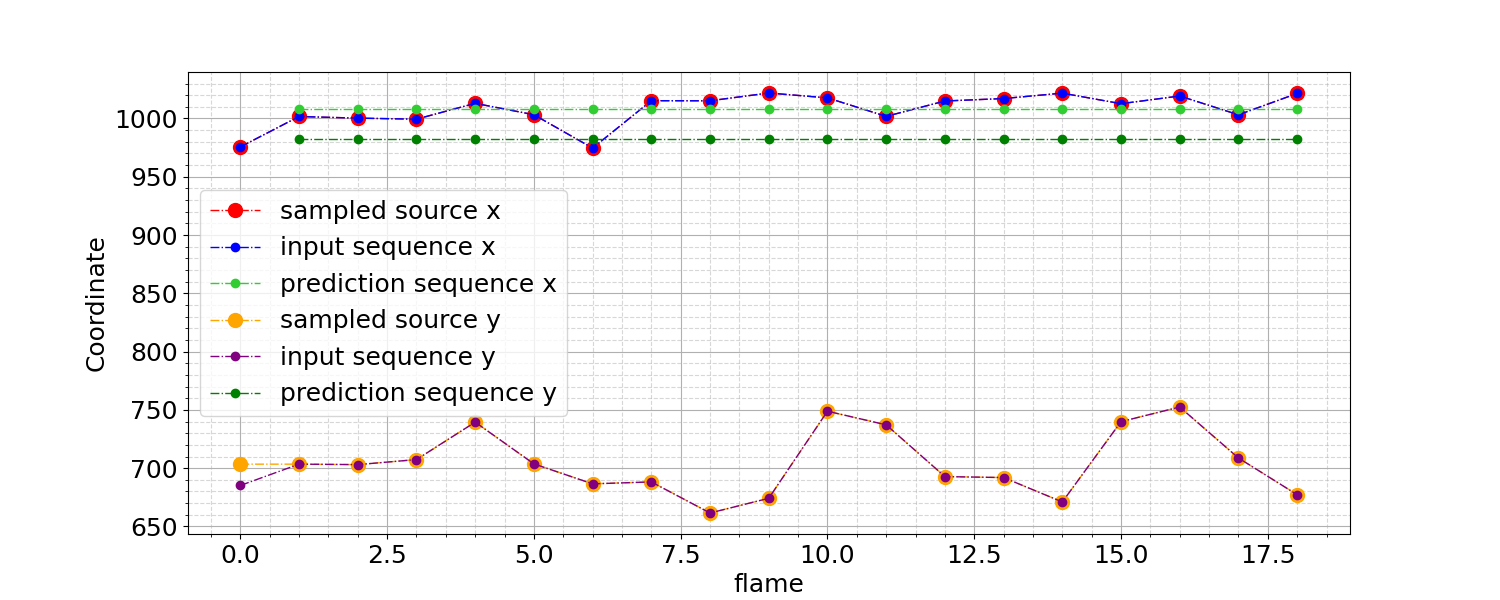 1000
950
900
850
800
750
700
650
Coordinate
sampled source x
input sequence x
prediction sequence x
sampled source y
input sequence y
prediction sequence y
0.0 2.5 5.0 7.5 10.0 12.5 15.0 17.5
flame